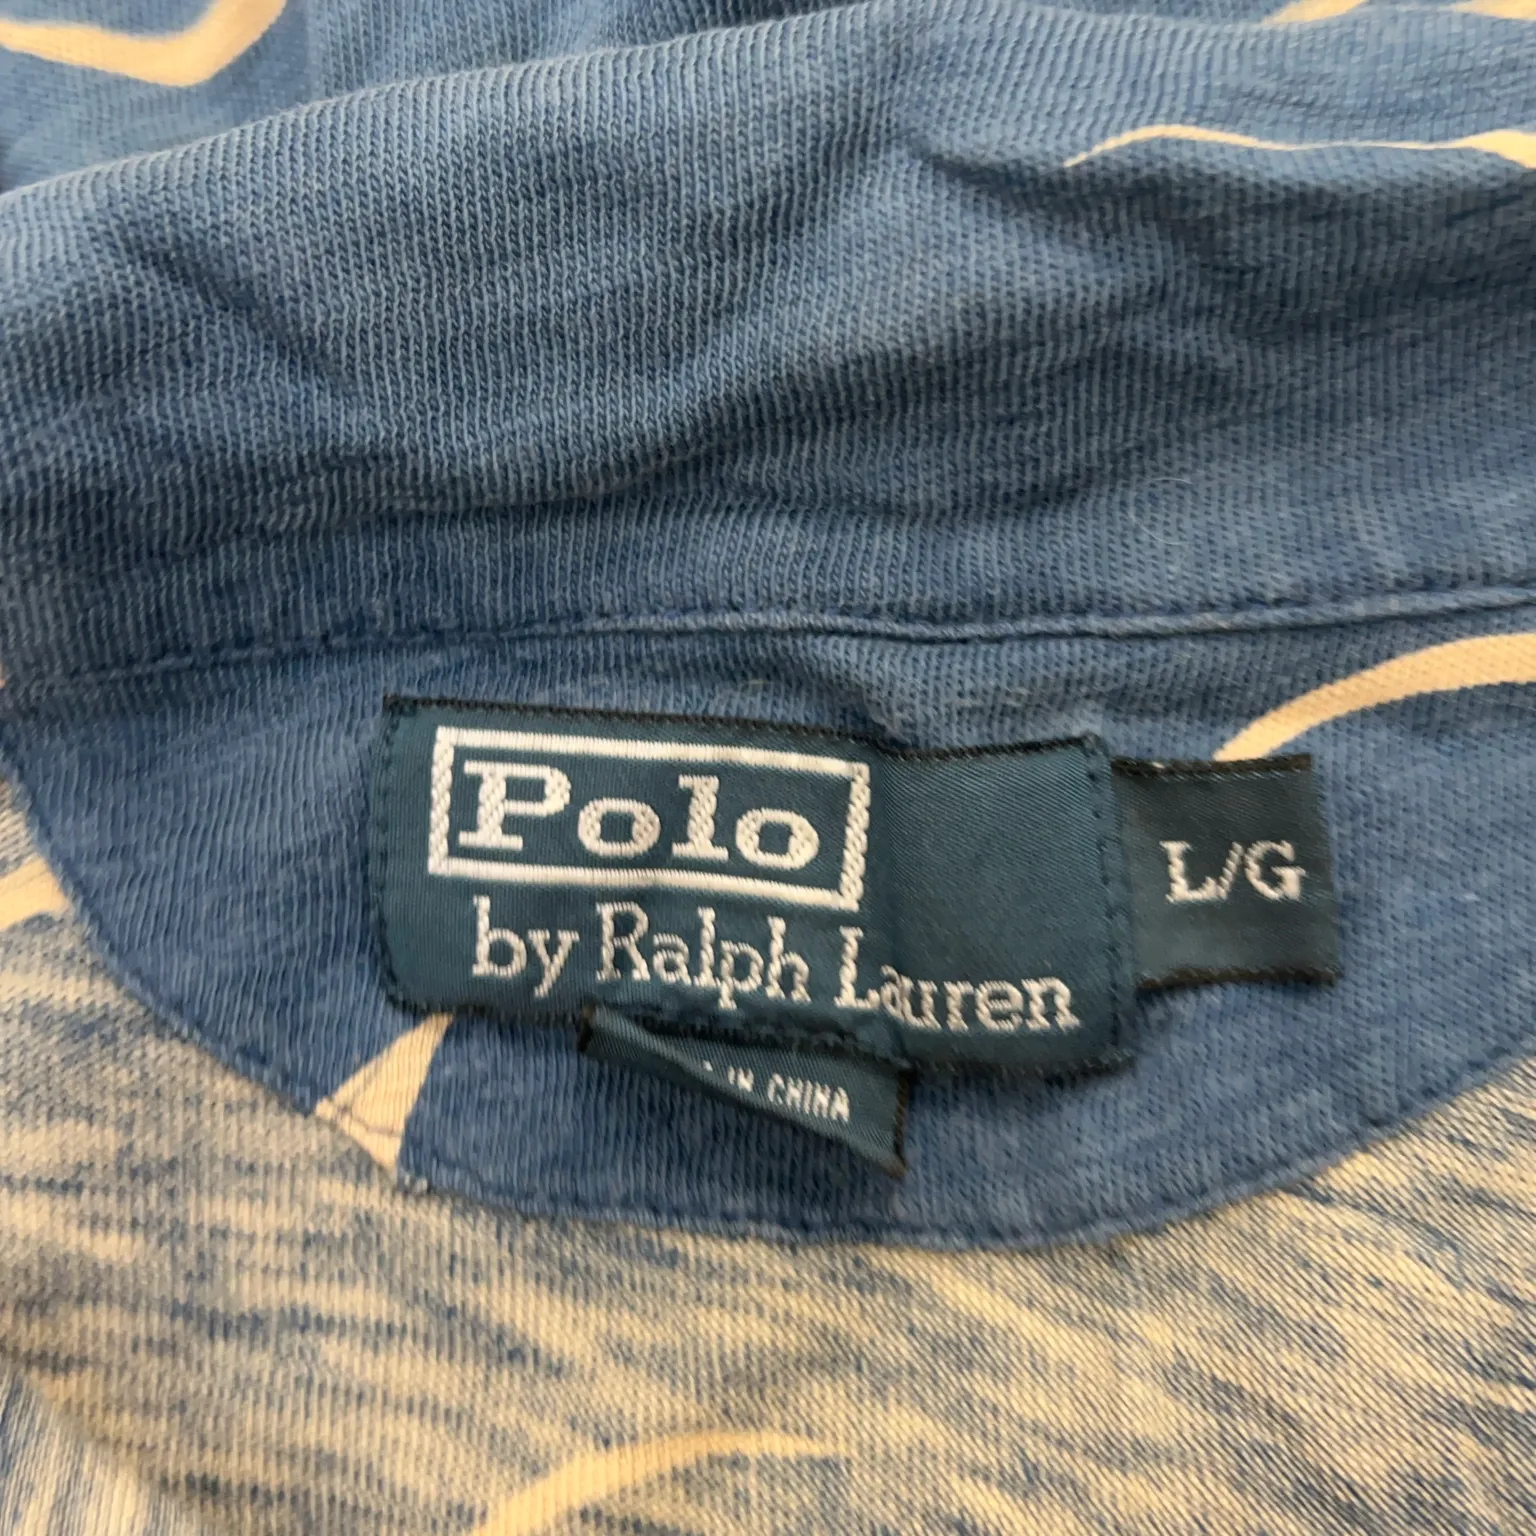 Polo
by Ralph Lauren
L/G
IN CHINA